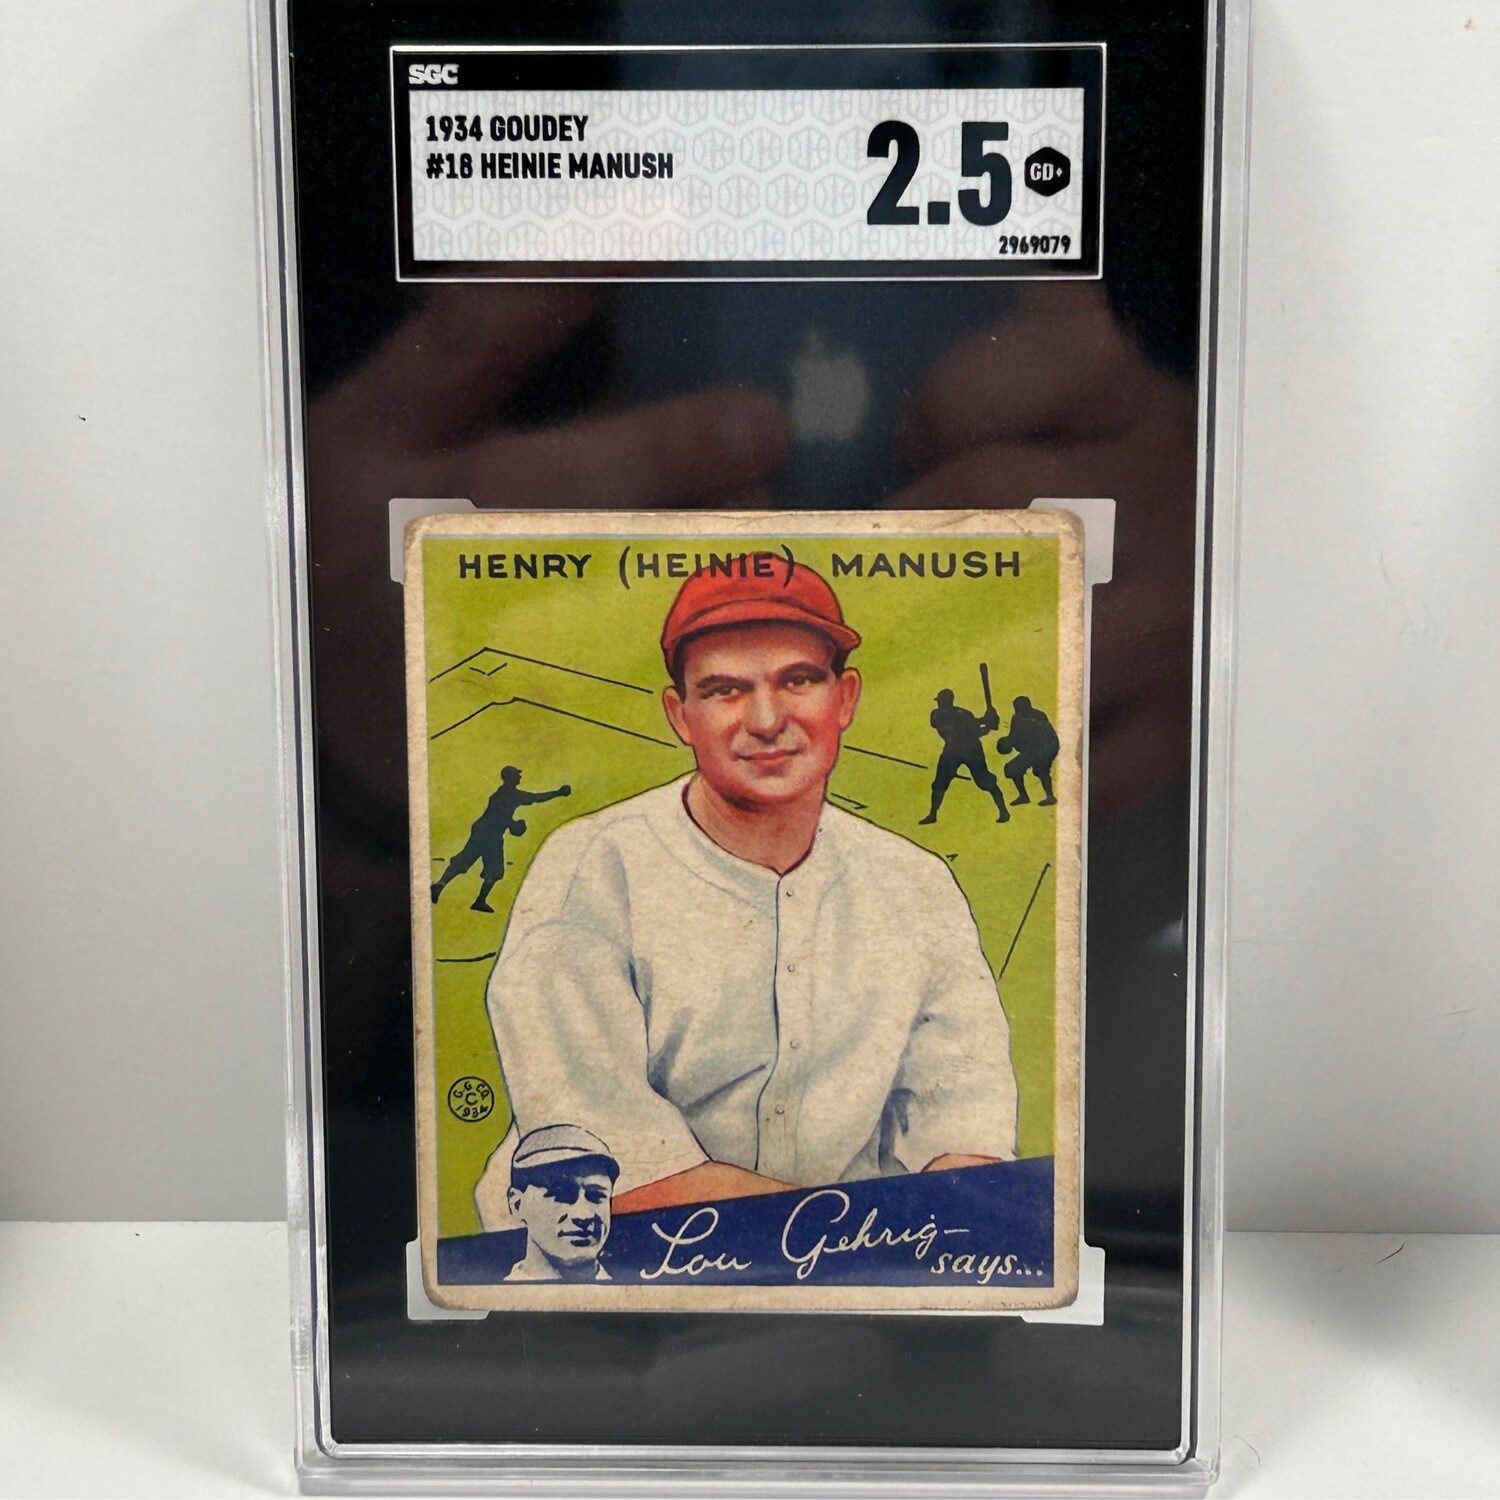 SGC
1934 GOUDEY
#18 HEINIE MANUSH
2.5
GD+
2969079
HENRY (HEINIE) MANUSH
G.G.CO.
C
1934
Lou Gehrig—
says...